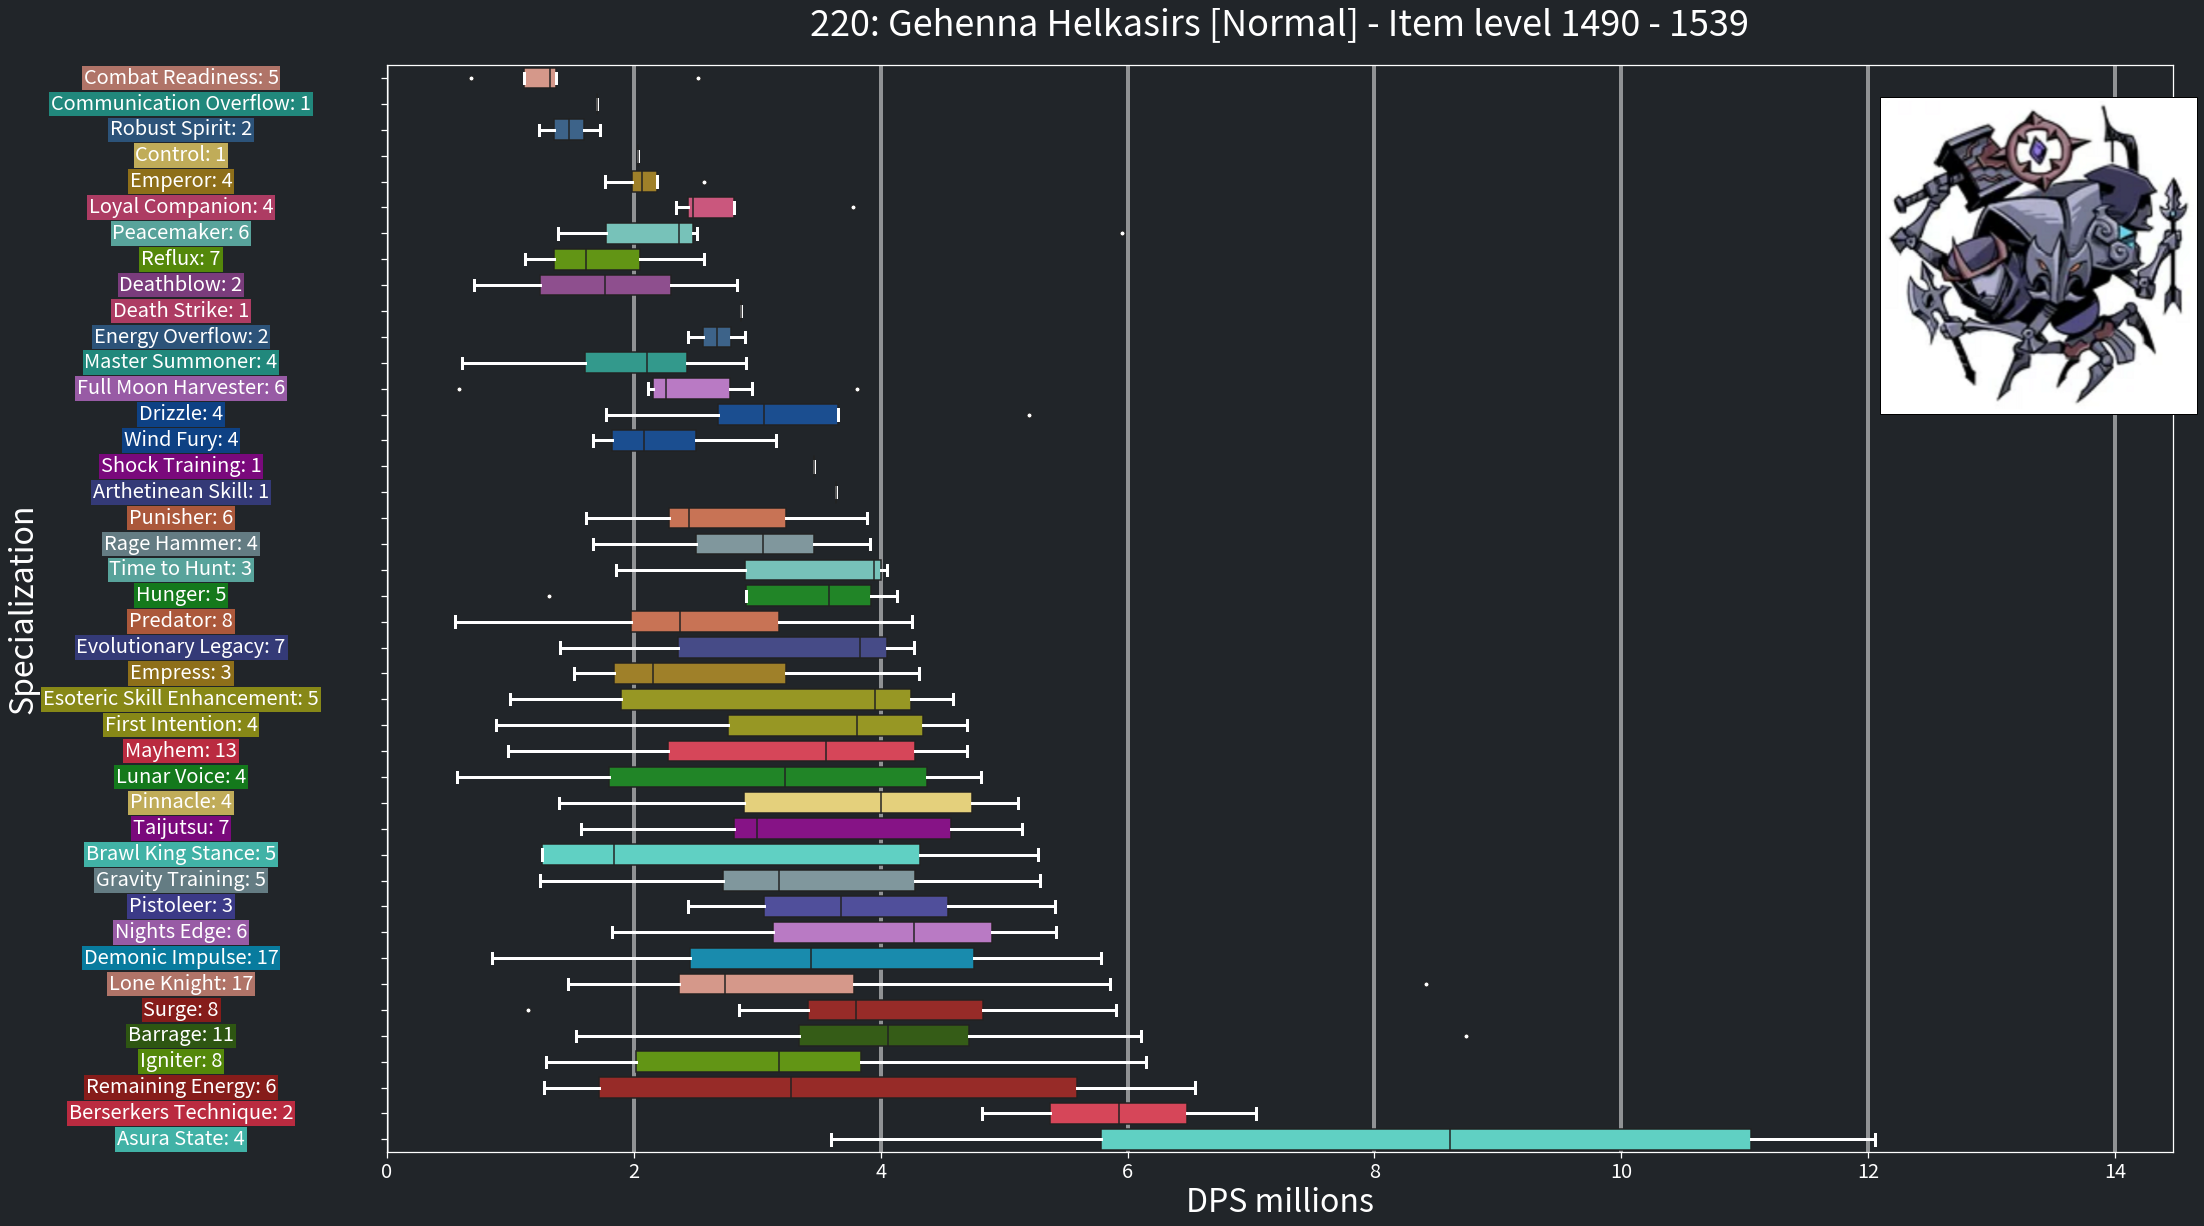 220: Gehenna Helkasirs [Normal] - Item level 1490 - 1539
Specialization
Combat Readiness: 5
Communication Overflow: 1
Robust Spirit: 2
Control: 1
Emperor: 4
Loyal Companion: 4
Peacemaker: 6
Reflux: 7
Deathblow: 2
Death Strike: 1
Energy Overflow: 2
Master Summoner: 4
Full Moon Harvester: 6
Drizzle: 4
Wind Fury: 4
Shock Training: 1
Arthetinean Skill: 1
Punisher: 6
Rage Hammer: 4
Time to Hunt: 3
Hunger: 5
Predator: 8
Evolutionary Legacy: 7
Empress: 3
Esoteric Skill Enhancement: 5
First Intention: 4
Mayhem: 13
Lunar Voice: 4
Pinnacle: 4
Taijutsu: 7
Brawl King Stance: 5
Gravity Training: 5
Pistoleer: 3
Nights Edge: 6
Demonic Impulse: 17
Lone Knight: 17
Surge: 8
Barrage: 11
Igniter: 8
Remaining Energy: 6
Berserkers Technique: 2
Asura State: 4
0 2 4 6 8 10 12 14
DPS millions